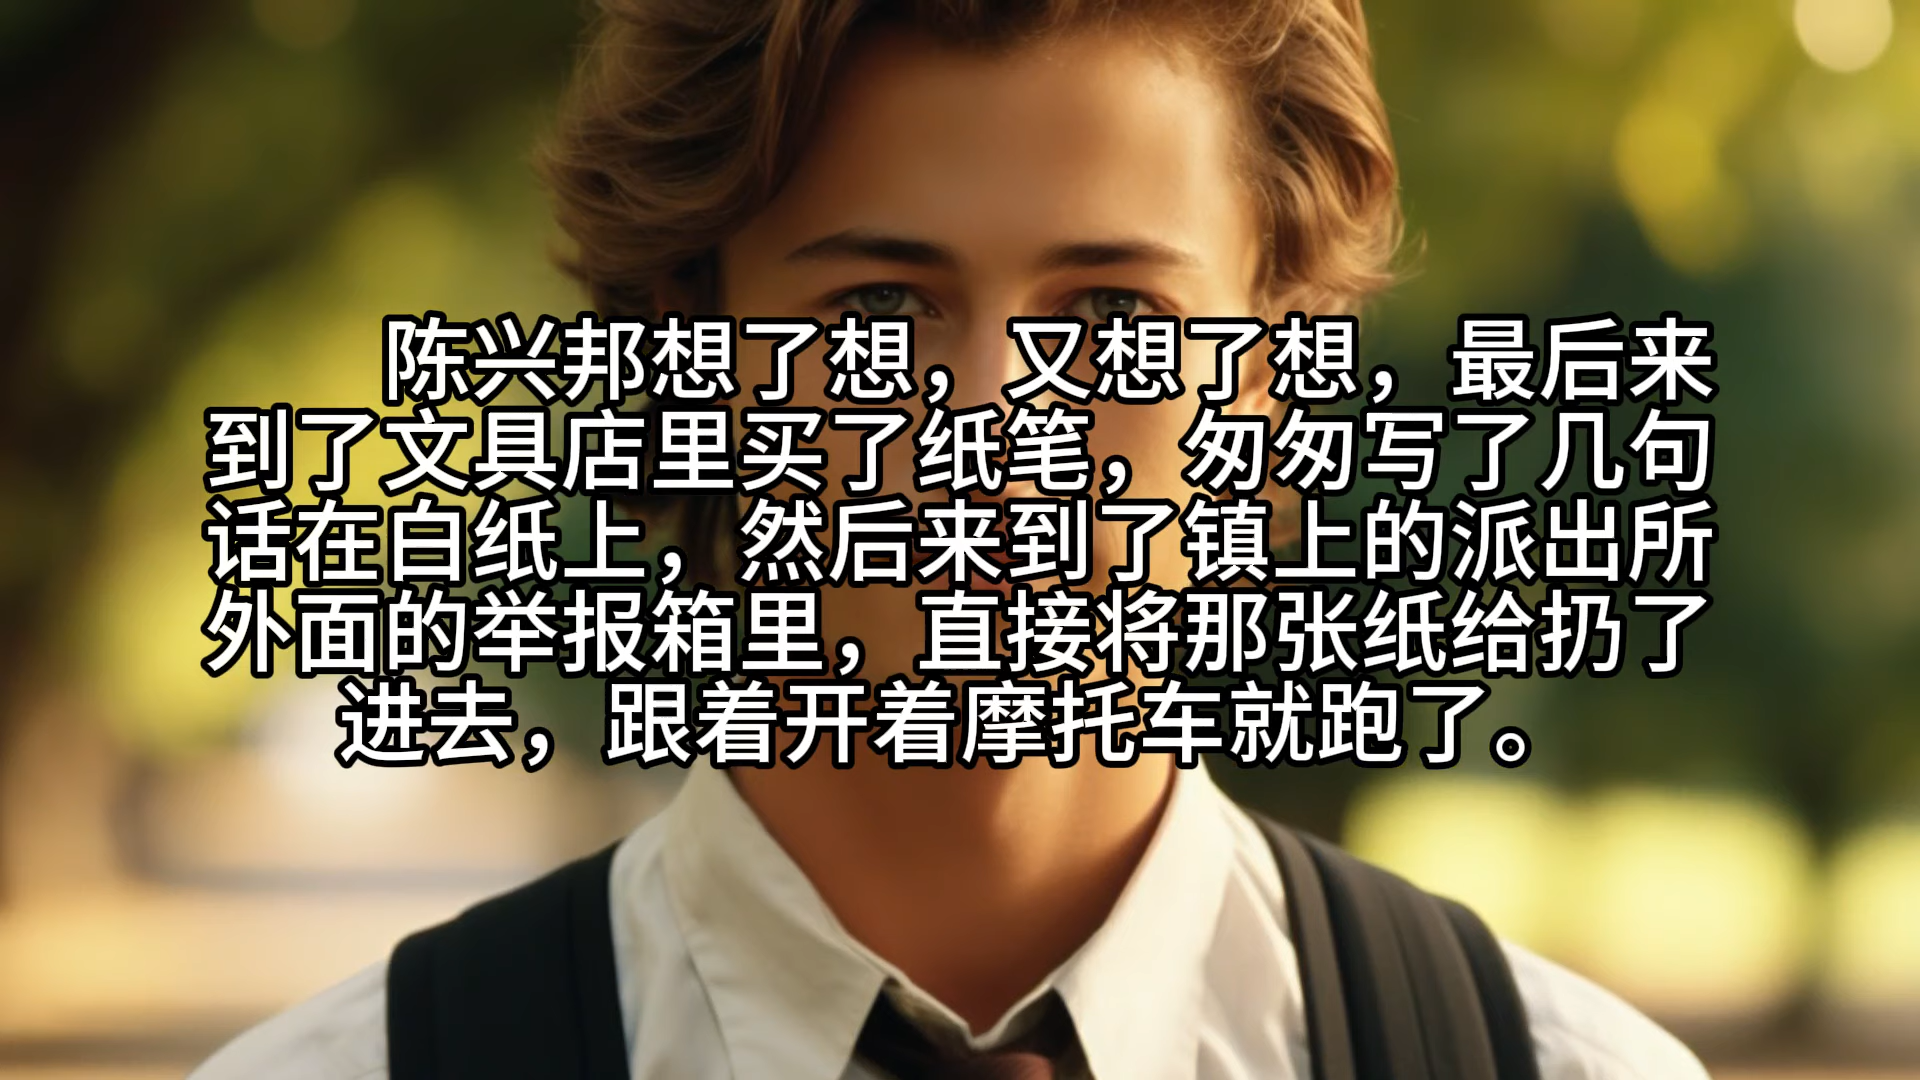 陈兴邦想了想，又想了想，最后来
到了文具店里买了纸笔，匆匆写了几句
话在白纸上，然后来到了镇上的派出所
外面的举报箱里，直接将那张纸给扔了
进去，跟着开着摩托车就跑了。